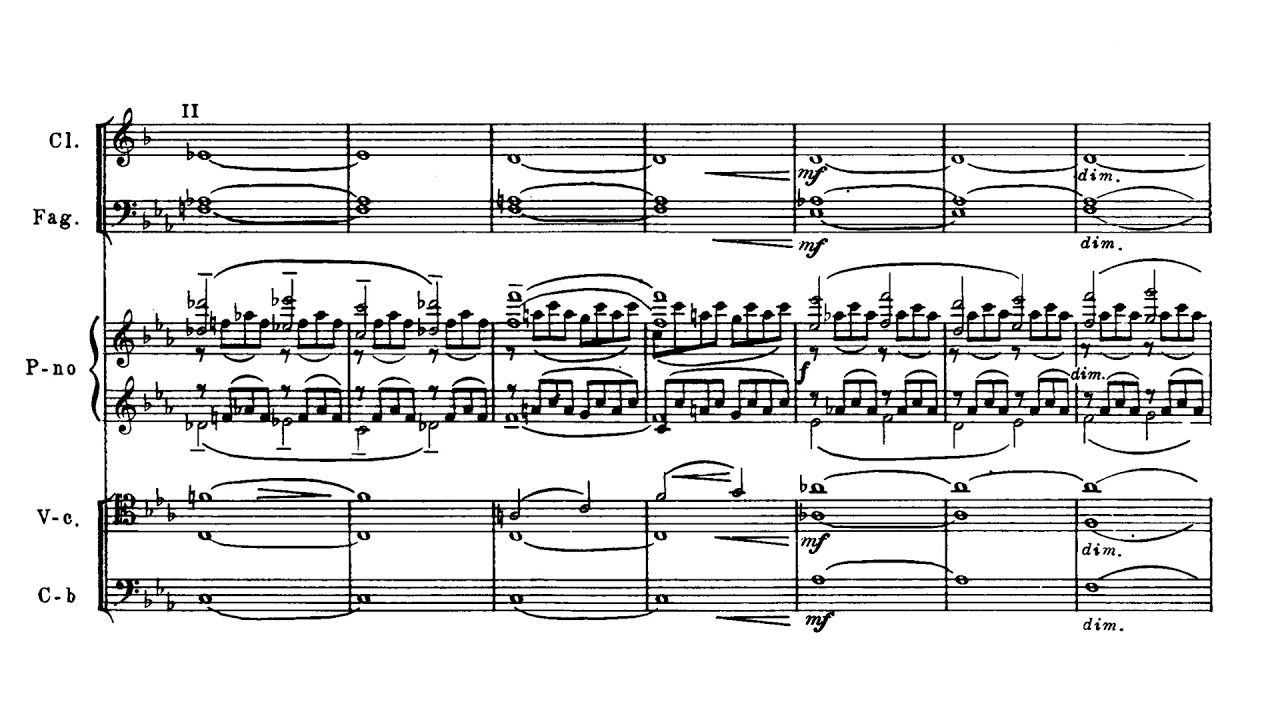 II
Cl.
mf
dim.
Fag.
mf
dim.
P-no
f
dim.
V-c.
mf
dim.
C-b
mf
dim.